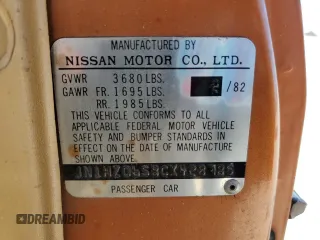 MANUFACTURED BY
NISSAN MOTOR CO., LTD.
GVWR 3680 LBS.
GAWR FR. 1695 LBS. /82
RR. 1985 LBS.
THIS VEHICLE CONFORMS TO ALL
APPLICABLE FEDERAL MOTOR VEHICLE
SAFETY AND BUMPER STANDARDS IN
EFFECT ON THE DATE OF MANUFACTURE
SHOWN ABOVE.
PASSENGER CAR
DREAMBID